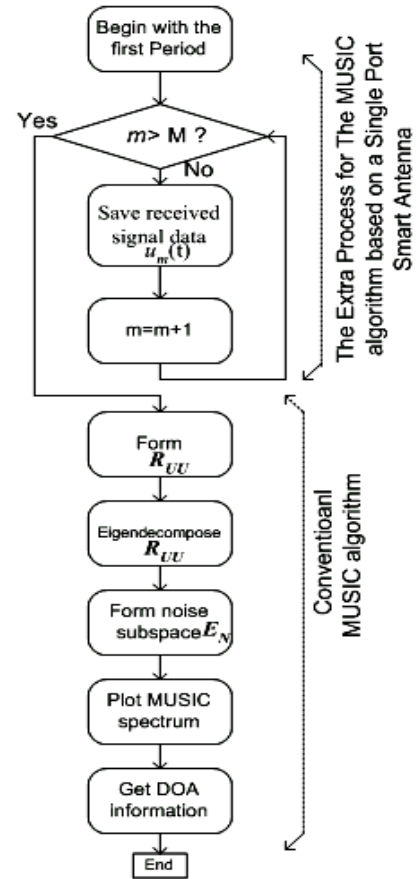 Begin with the
first Period
Yes
m> M ?
No
Save received
signal data
u_m(t)
m=m+1
The Extra Process for The MUSIC
algorithm based on a Single Port
Smart Antenna
Form
R_UU
Eigendecompose
R_UU
Form noise
subspace E_N
Plot MUSIC
spectrum
Get DOA
information
End
Conventioanl
MUSIC algorithm